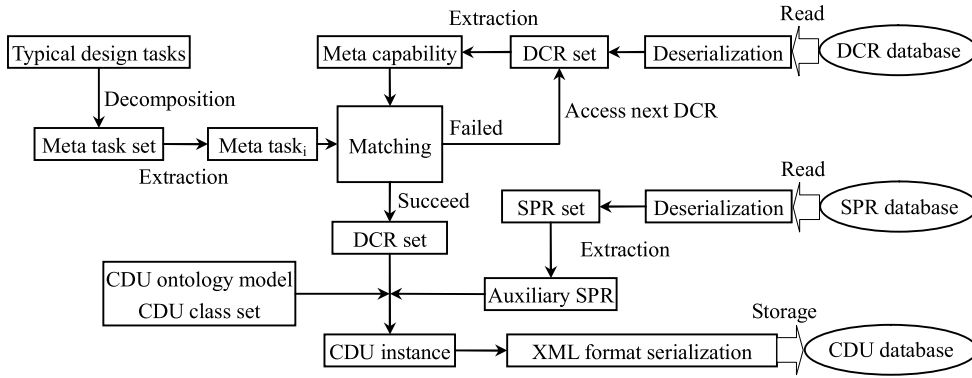 Extraction
Read
Typical design tasks
Meta capability
DCR set
Deserialization
DCR database
Decomposition
Access next DCR
Failed
Meta task set
Meta taskᵢ
Matching
Extraction
Read
Succeed
SPR set
Deserialization
SPR database
DCR set
Extraction
CDU ontology model
CDU class set
Auxiliary SPR
Storage
CDU instance
XML format serialization
CDU database